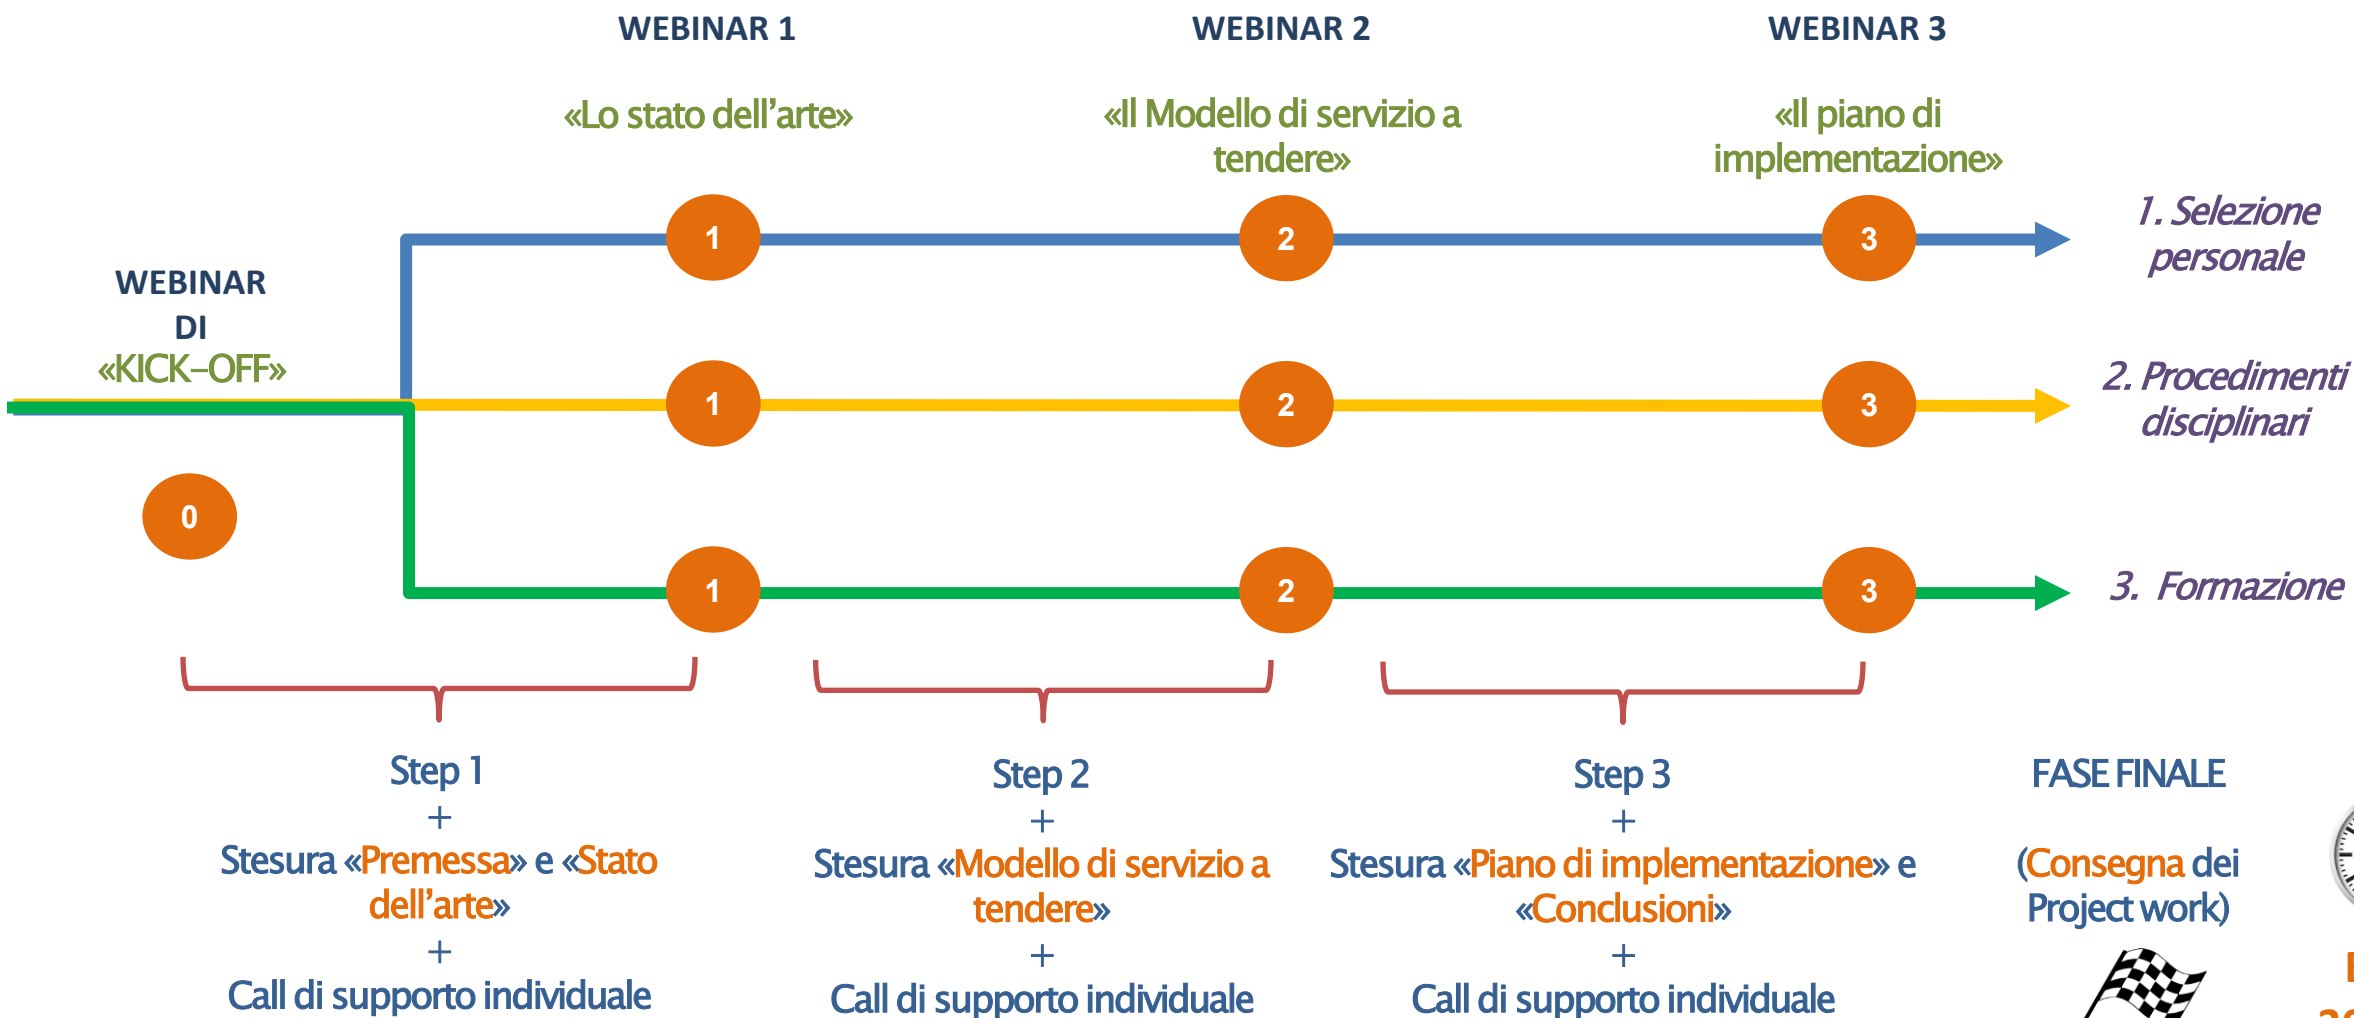 WEBINAR 1
WEBINAR 2
WEBINAR 3
«Lo stato dell'arte»
«Il Modello di servizio a
tendere»
«Il piano di
implementazione»
WEBINAR
DI
«KICK-OFF»
0
1
2
3
1. Selezione
personale
1
2
3
2. Procedimenti
disciplinari
1
2
3
3. Formazione
Step 1
+
Stesura «Premessa» e «Stato
dell'arte»
+
Call di supporto individuale
Step 2
+
Stesura «Modello di servizio a
tendere»
+
Call di supporto individuale
Step 3
+
Stesura «Piano di implementazione» e
«Conclusioni»
+
Call di supporto individuale
FASE FINALE
(Consegna dei
Project work)